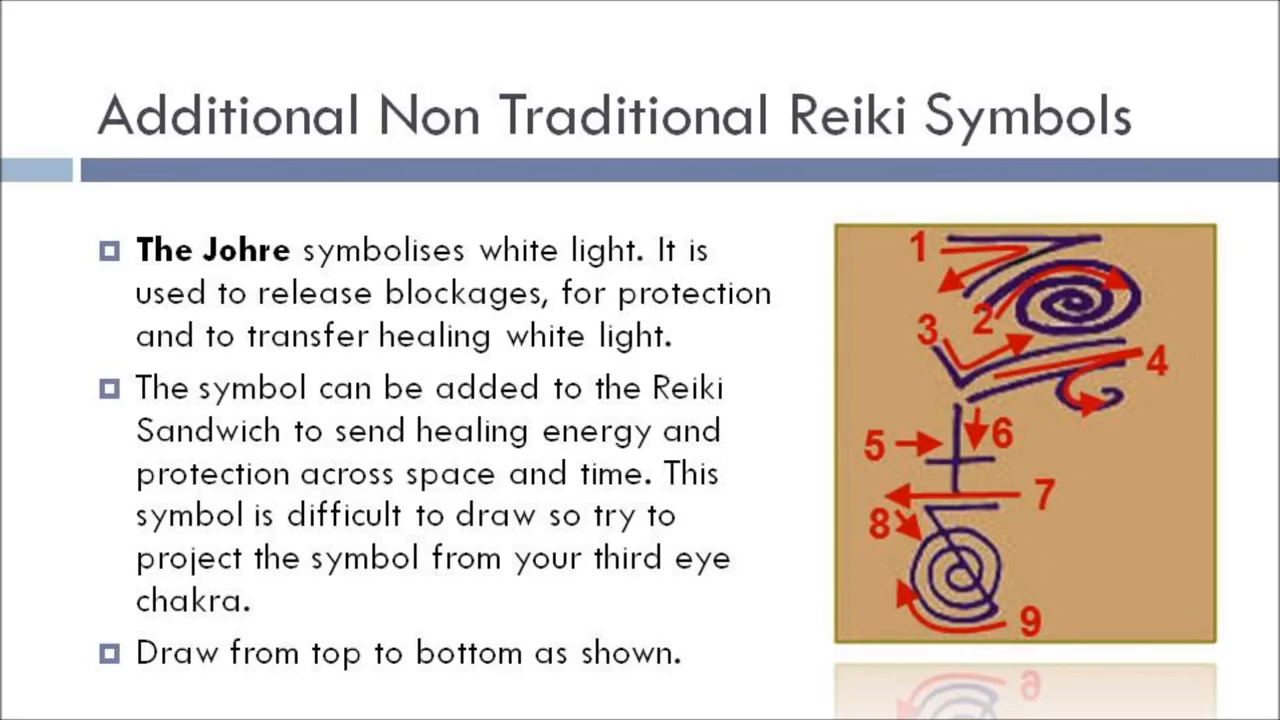 Additional Non Traditional Reiki Symbols
The Johre symbolises white light. It is
used to release blockages, for protection
and to transfer healing white light.
The symbol can be added to the Reiki
Sandwich to send healing energy and
protection across space and time. This
symbol is difficult to draw so try to
project the symbol from your third eye
chakra.
Draw from top to bottom as shown.
1
2
3
4
5
6
7
8
9